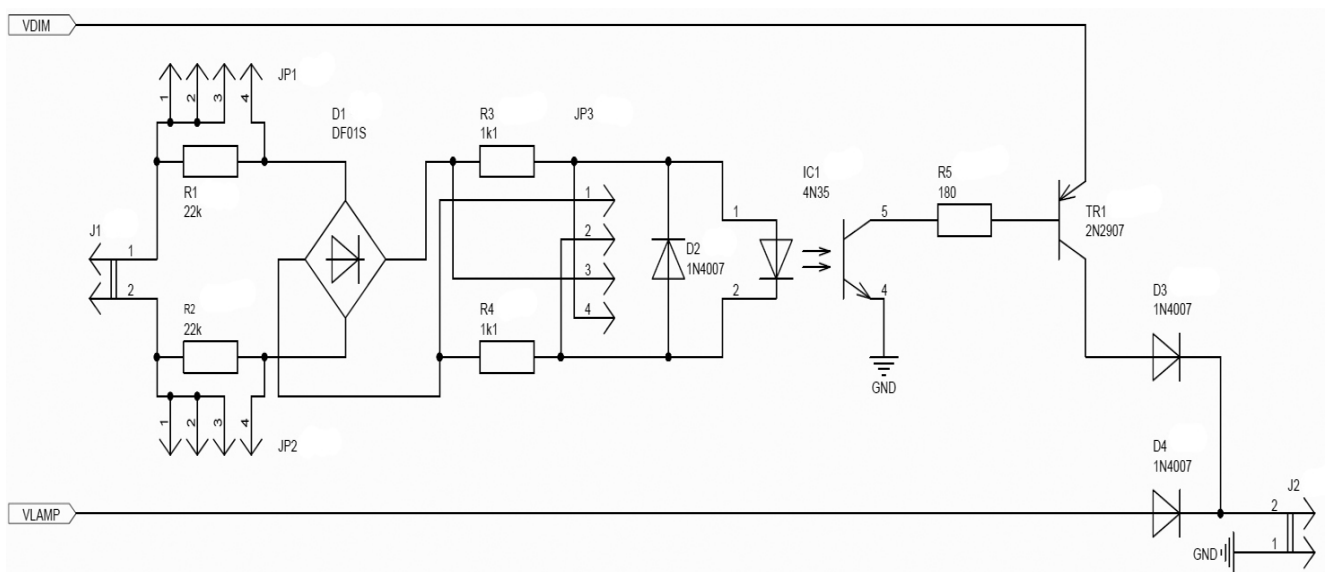 VDIM
1
2
3
4
JP1
D1
DF01S
R3
1k1
JP3
R1
22k
IC1
4N35
R5
180
1
1
5
TR1
2N2907
J1
1
2
2
D2
1N4007
3
2
4
4
D3
1N4007
R2
22k
R4
1k1
GND
1
2
3
4
JP2
D4
1N4007
J2
VLAMP
2
GND
1